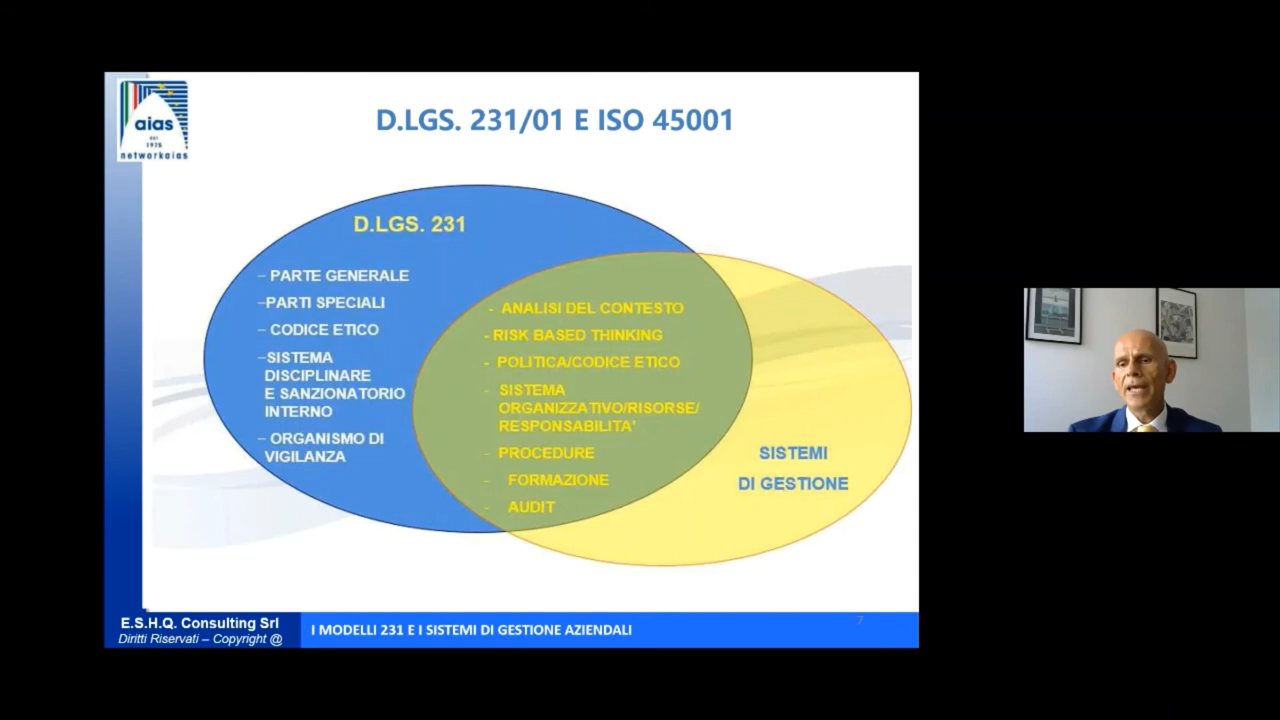 aias
est
1975
networkaias
D.LGS. 231/01 E ISO 45001
D.LGS. 231
– PARTE GENERALE
–PARTI SPECIALI
– CODICE ETICO
–SISTEMA
DISCIPLINARE
E SANZIONATORIO
INTERNO
– ORGANISMO DI
VIGILANZA
- ANALISI DEL CONTESTO
- RISK BASED THINKING
- POLITICA/CODICE ETICO
- SISTEMA
ORGANIZZATIVO/RISORSE/
RESPONSABILITA'
- PROCEDURE
- FORMAZIONE
- AUDIT
SISTEMI
DI GESTIONE
E.S.H.Q. Consulting Srl
Diritti Riservati – Copyright @
I MODELLI 231 E I SISTEMI DI GESTIONE AZIENDALI
7